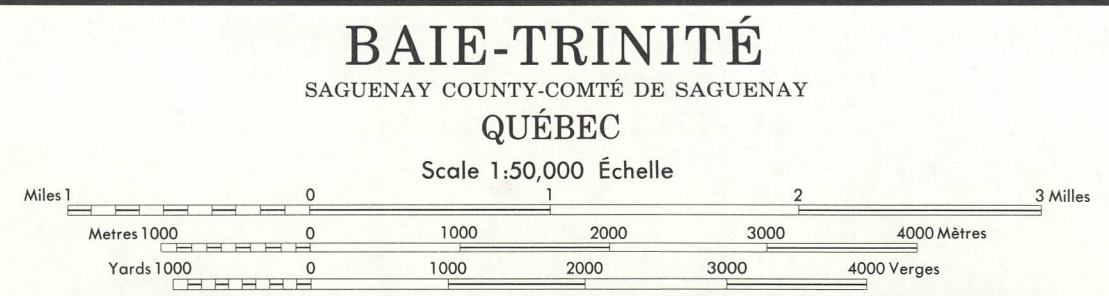 BAIE-TRINITÉ
SAGUENAY COUNTY-COMTÉ DE SAGUENAY
QUÉBEC
Scale 1:50,000 Échelle
Miles 1 0 1 2 3 Milles
Metres 1000 0 1000 2000 3000 4000 Mètres
Yards 1000 0 1000 2000 3000 4000 Verges